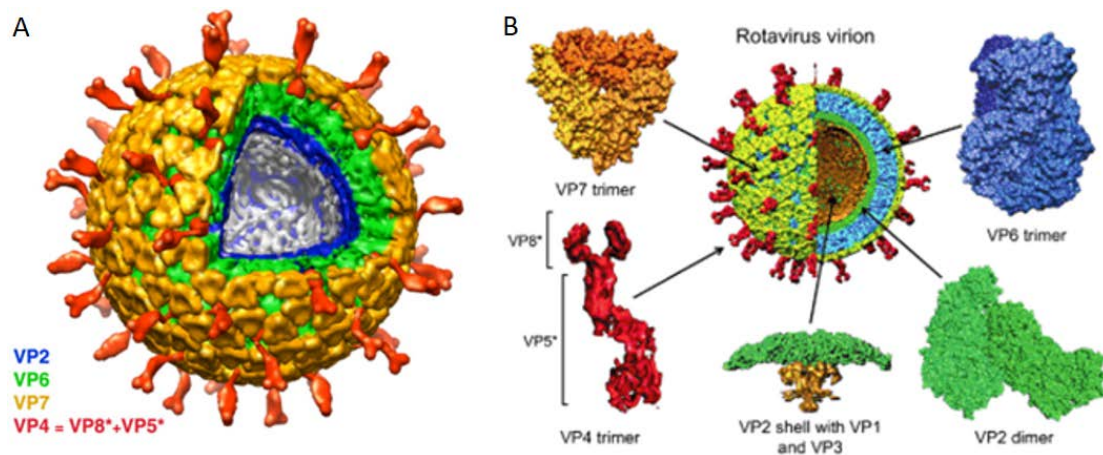 A
VP2
VP6
VP7
VP4 = VP8*+VP5*
B
Rotavirus virion
VP7 trimer
VP6 trimer
VP8*
VP5*
VP4 trimer
VP2 shell with VP1
and VP3
VP2 dimer